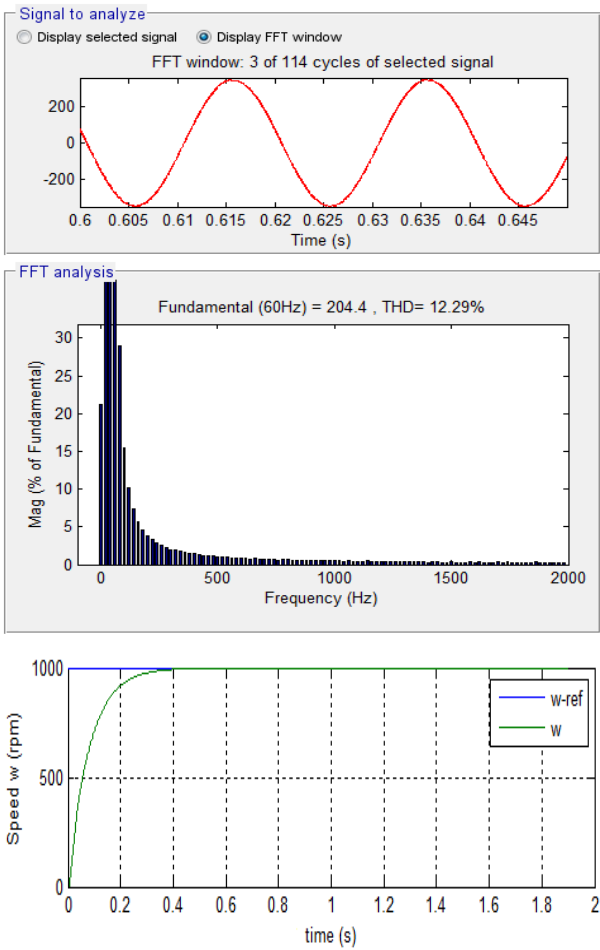 Signal to analyze
Display selected signal Display FFT window
FFT window: 3 of 114 cycles of selected signal
200
0
-200
0.6 0.605 0.61 0.615 0.62 0.625 0.63 0.635 0.64 0.645
Time (s)
FFT analysis
Fundamental (60Hz) = 204.4 , THD= 12.29%
Mag (% of Fundamental)
30
25
20
15
10
5
0
0 500 1000 1500 2000
Frequency (Hz)
Speed w (rpm)
1000
500
0
w-ref
w
0 0.2 0.4 0.6 0.8 1 1.2 1.4 1.6 1.8 2
time (s)